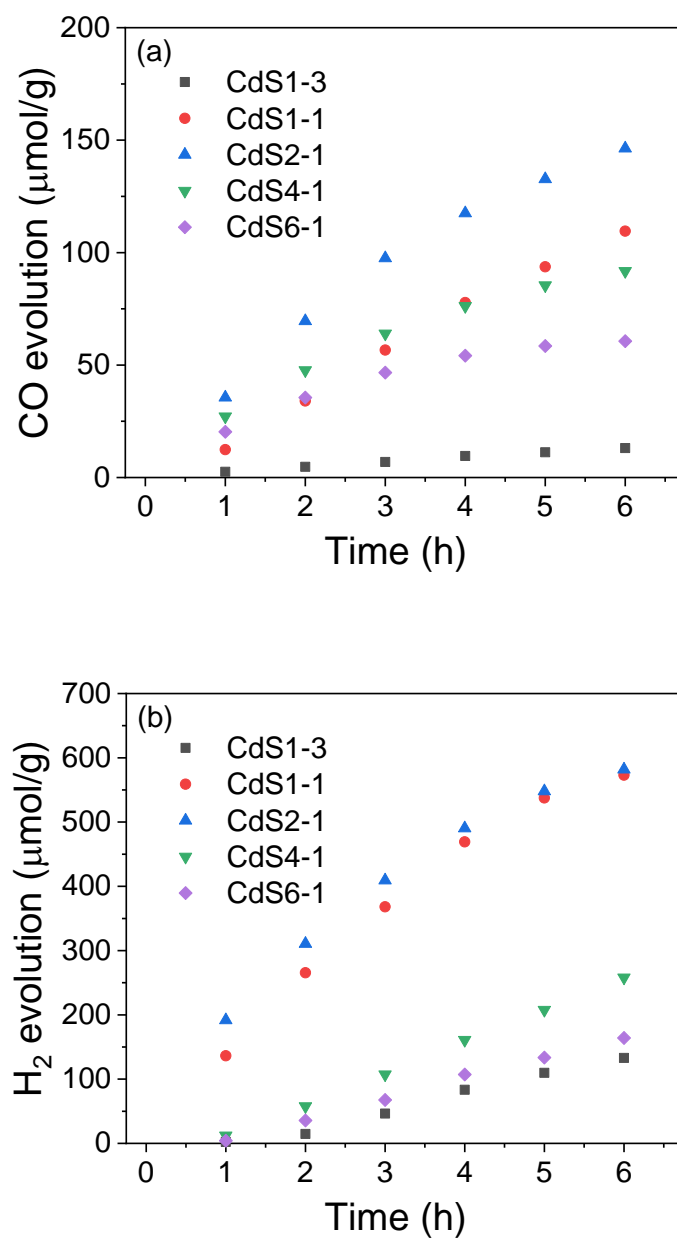 (a)
CdS1-3
CdS1-1
CdS2-1
CdS4-1
CdS6-1
200
150
100
50
0
CO evolution (μmol/g)
0 1 2 3 4 5 6
Time (h)
(b)
CdS1-3
CdS1-1
CdS2-1
CdS4-1
CdS6-1
700
600
500
400
300
200
100
0
H₂ evolution (μmol/g)
0 1 2 3 4 5 6
Time (h)